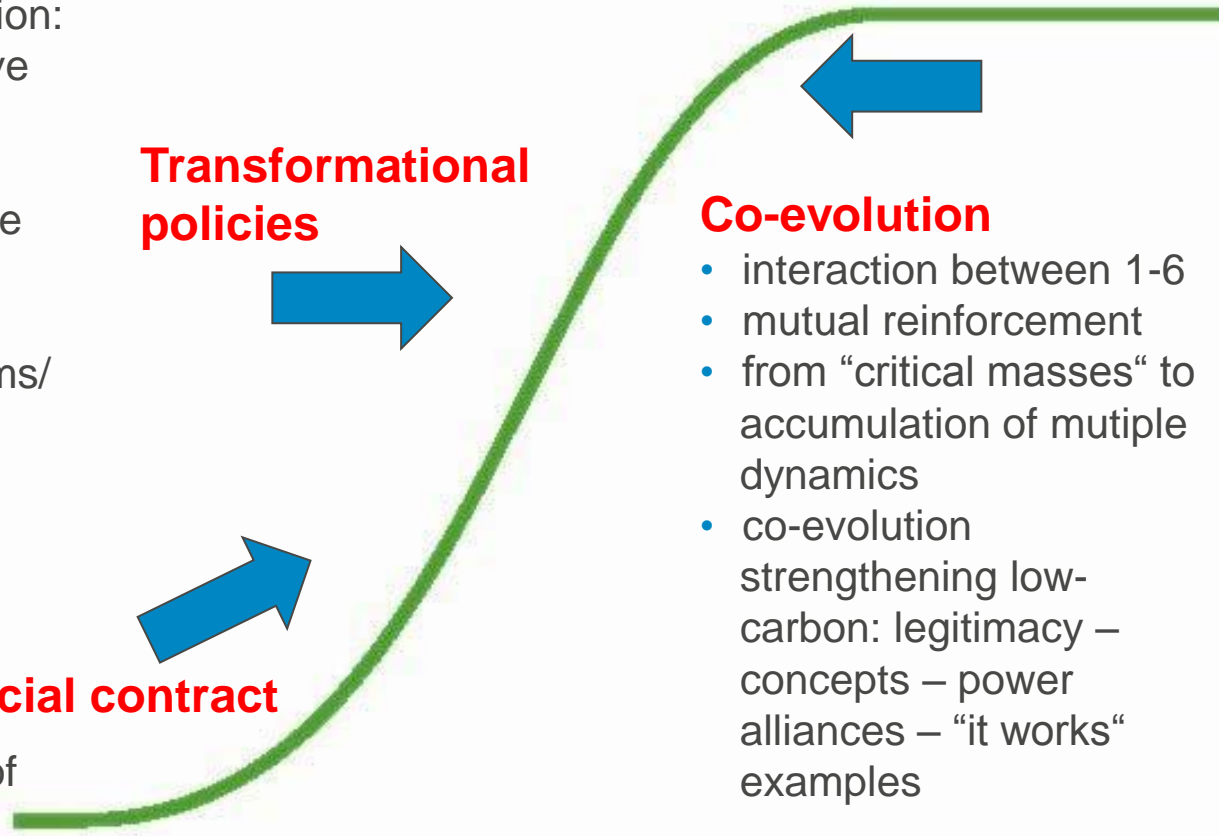 ion:
ve
Transformational
policies
e
ms/
cial contract
of
Co-evolution
• interaction between 1-6
• mutual reinforcement
• from “critical masses“ to
accumulation of mutiple
dynamics
• co-evolution
strengthening low-
carbon: legitimacy –
concepts – power
alliances – “it works“
examples